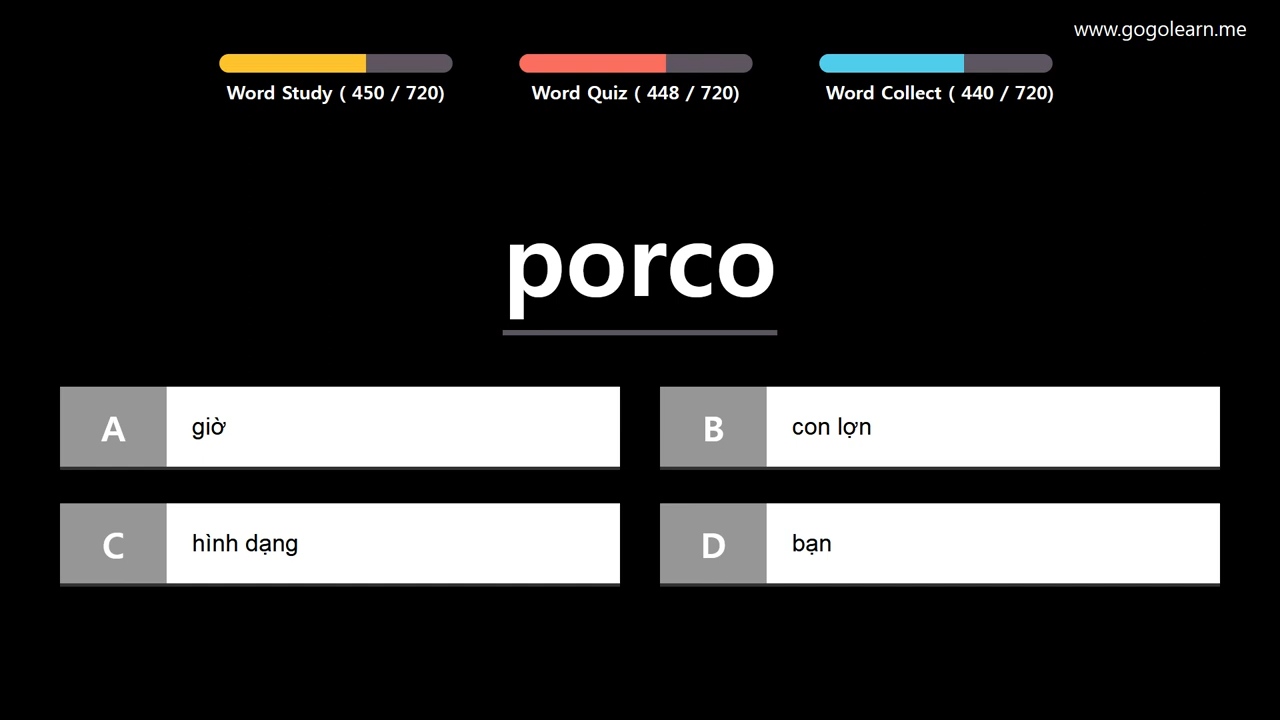 www.gogolearn.me
Word Study ( 450 / 720)
Word Quiz ( 448 / 720)
Word Collect ( 440 / 720)
porco
A
giờ
B
con lợn
C
hình dạng
D
bạn